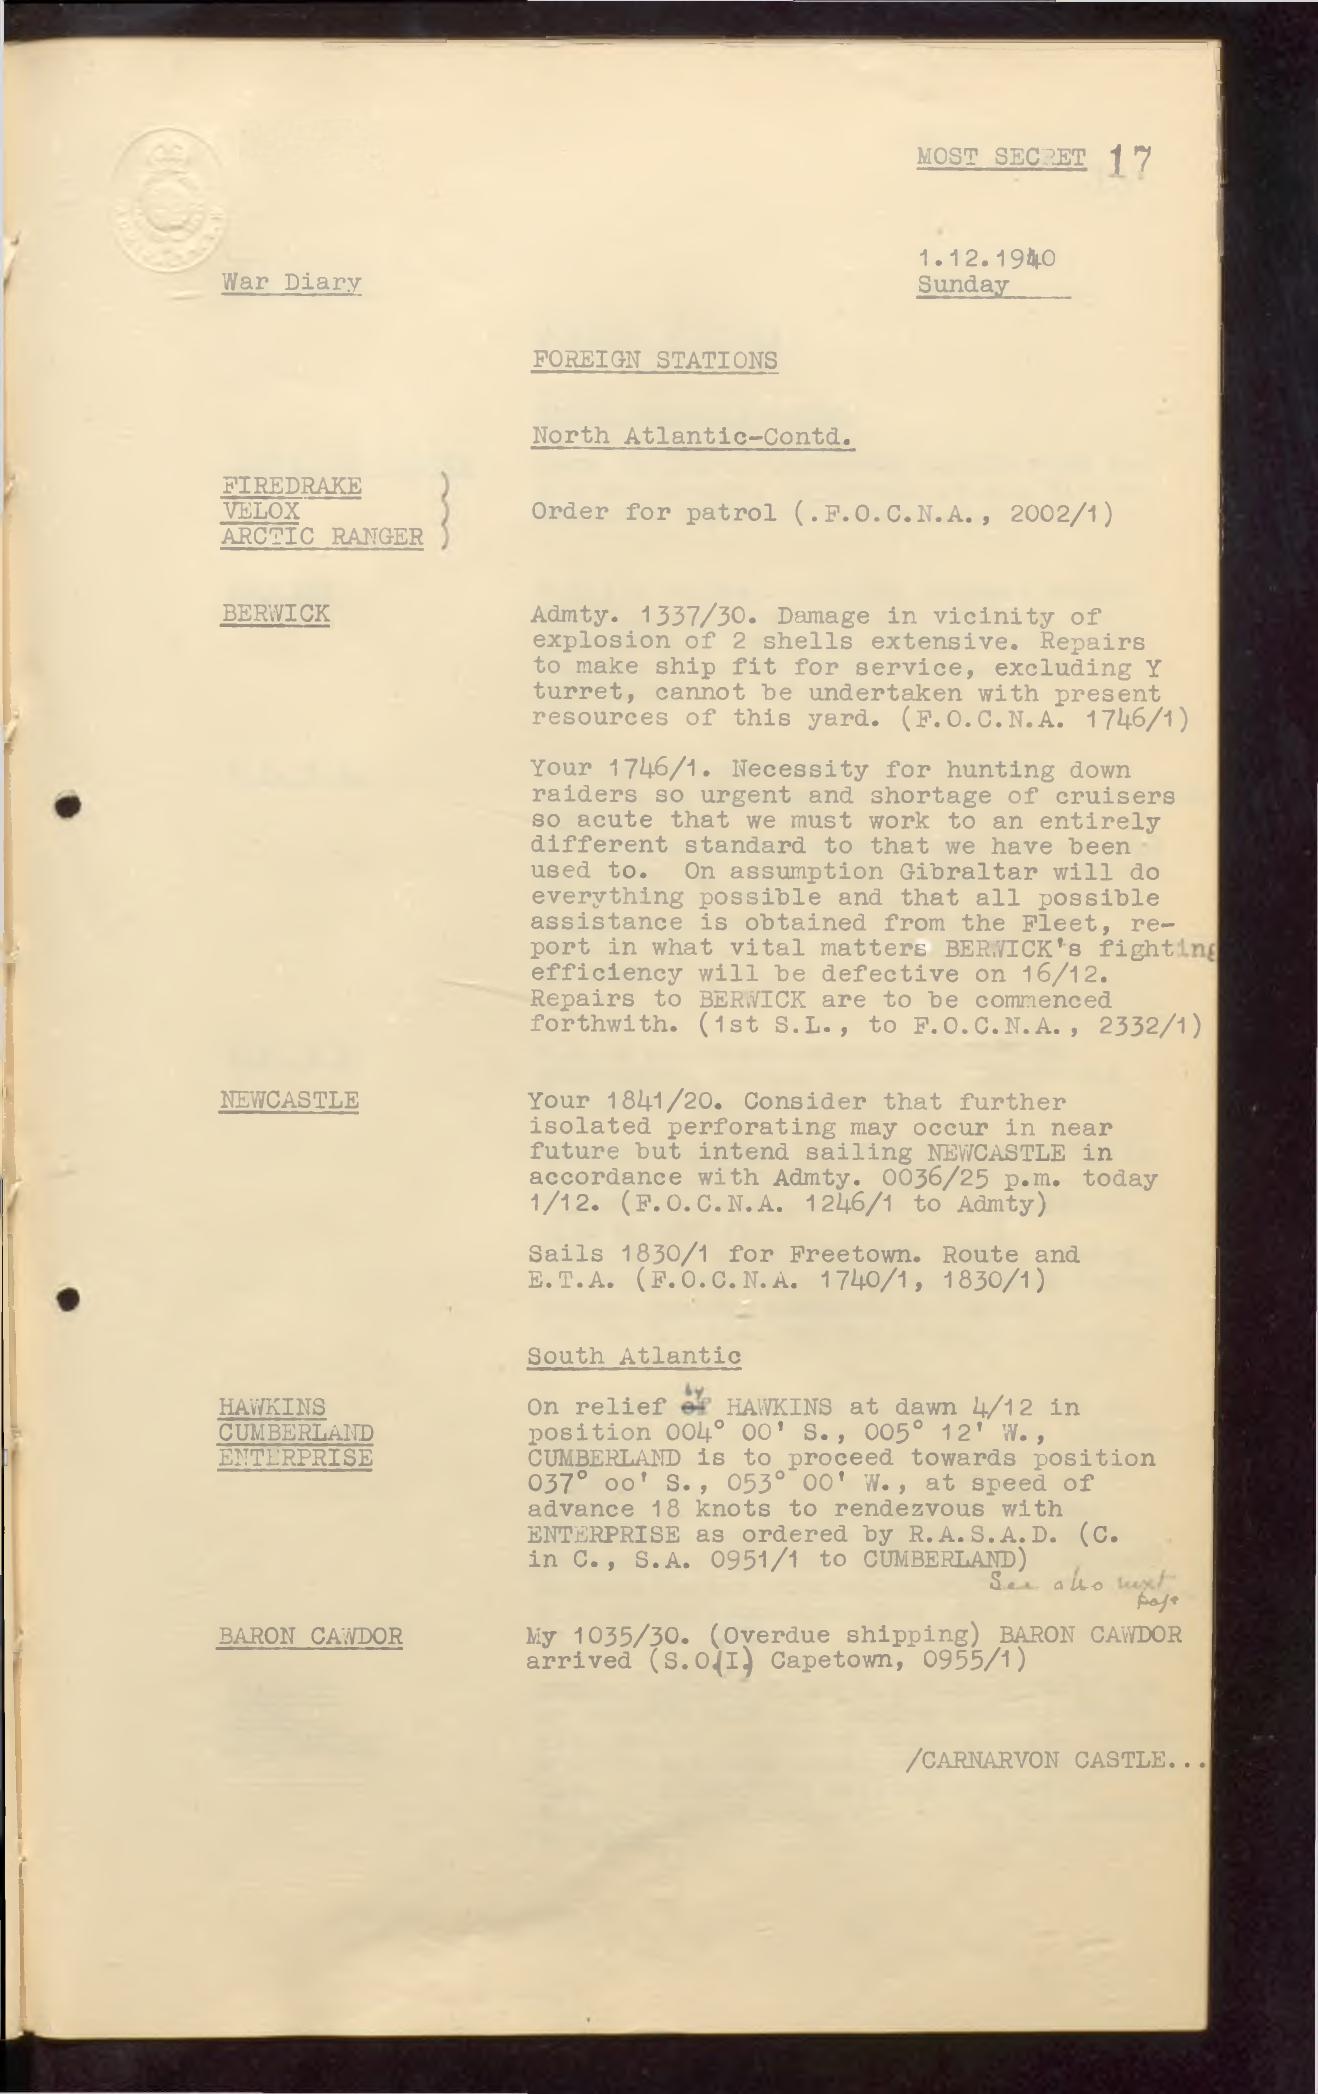 MOST SECRET 17
1.12.1940
War Diary
Sunday
FOREIGN STATIONS
North Atlantic-Contd.
FIREDRAKE
VELOX
ARCTIC RANGER
Order for patrol (.F.O.C.N.A., 2002/1)
BERWICK
Admty. 1337/30. Damage in vicinity of
explosion of 2 shells extensive. Repairs
to make ship fit for service, excluding Y
turret, cannot be undertaken with present
resources of this yard. (F.O.C.N.A. 1746/1)
Your 1746/1. Necessity for hunting down
raiders so urgent and shortage of cruisers
so acute that we must work to an entirely
different standard to that we have been
used to. On assumption Gibraltar will do
everything possible and that all possible
assistance is obtained from the Fleet, re-
port in what vital matters BERWICK's fighting
efficiency will be defective on 16/12.
Repairs to BERWICK are to be commenced
forthwith. (1st S.L., to F.O.C.N.A., 2332/1)
NEWCASTLE
Your 1841/20. Consider that further
isolated perforating may occur in near
future but intend sailing NEWCASTLE in
accordance with Admty. 0036/25 p.m. today
1/12. (F.O.C.N.A. 1246/1 to Admty)
Sails 1830/1 for Freetown. Route and
E.T.A. (F.O.C.N.A. 1740/1, 1830/1)
South Atlantic
HAWKINS
CUMBERLAND
ENTERPRISE
by
On relief of HAWKINS at dawn 4/12 in
position 004° 00' S., 005° 12' W.,
CUMBERLAND is to proceed towards position
037° oo' S., 053° 00' W., at speed of
advance 18 knots to rendezvous with
ENTERPRISE as ordered by R.A.S.A.D. (C.
in C., S.A. 0951/1 to CUMBERLAND)
See also next
page
BARON CAWDOR
My 1035/30. (Overdue shipping) BARON CAWDOR
arrived (S.O.(I.) Capetown, 0955/1)
/CARNARVON CASTLE...